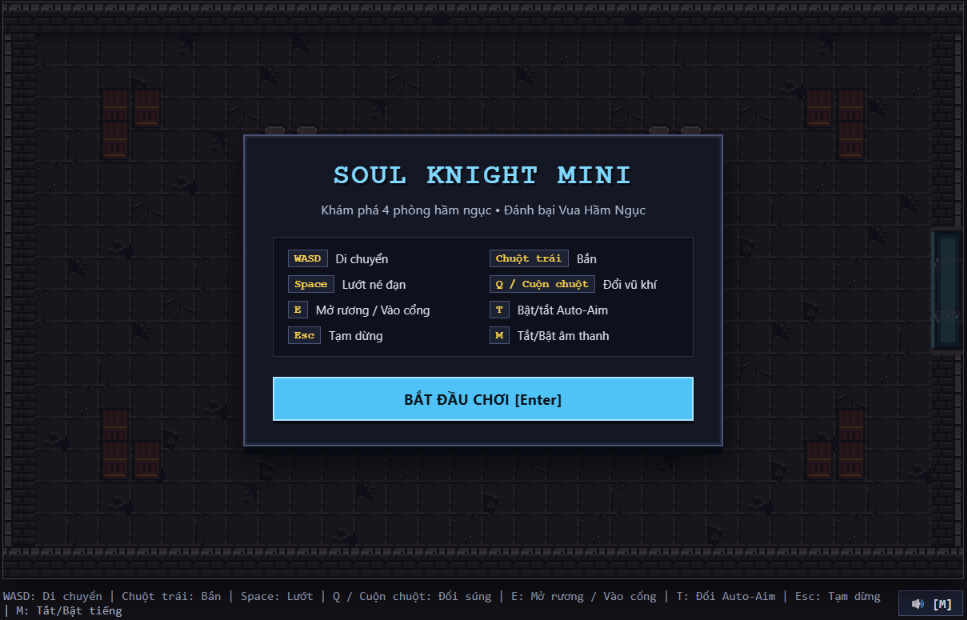 SOUL KNIGHT MINI
Khám phá 4 phòng hầm ngục • Đánh bại Vua Hầm Ngục
WASD Di chuyển
Chuột trái Bắn
Space Lướt né đạn
Q / Cuộn chuột Đổi vũ khí
E Mở rương / Vào cổng
T Bật/tắt Auto-Aim
Esc Tạm dừng
M Tắt/Bật âm thanh
BẮT ĐẦU CHƠI [Enter]
WASD: Di chuyển | Chuột trái: Bắn | Space: Lướt | Q / Cuộn chuột: Đổi súng | E: Mở rương / Vào cổng | T: Đổi Auto-Aim | Esc: Tạm dừng
| M: Tắt/Bật tiếng
[M]